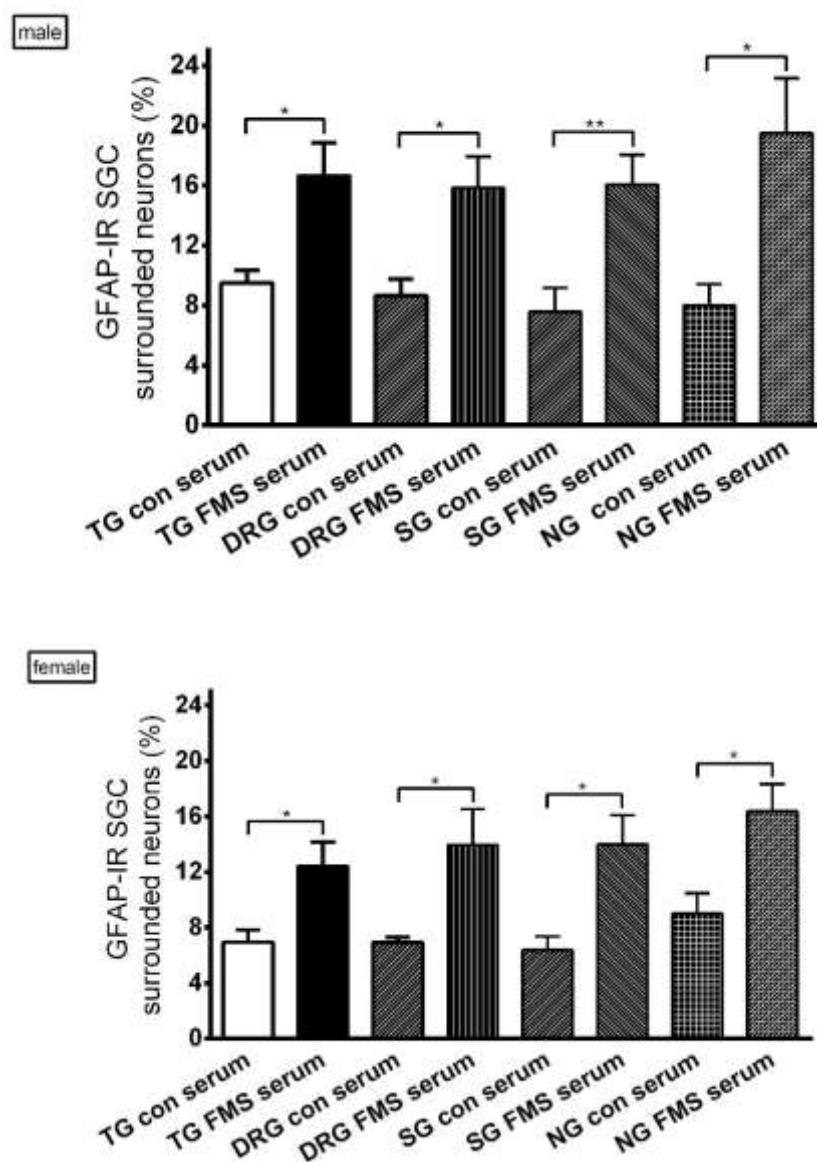 male
GFAP-IR SGC
surrounded neurons (%)
24
20
16
12
8
4
0
*
*
**
*
TG con serum
TG FMS serum
DRG con serum
DRG FMS serum
SG con serum
SG FMS serum
NG con serum
NG FMS serum
female
GFAP-IR SGC
surrounded neurons (%)
24
20
16
12
8
4
0
*
*
*
*
TG con serum
TG FMS serum
DRG con serum
DRG FMS serum
SG con serum
SG FMS serum
NG con serum
NG FMS serum